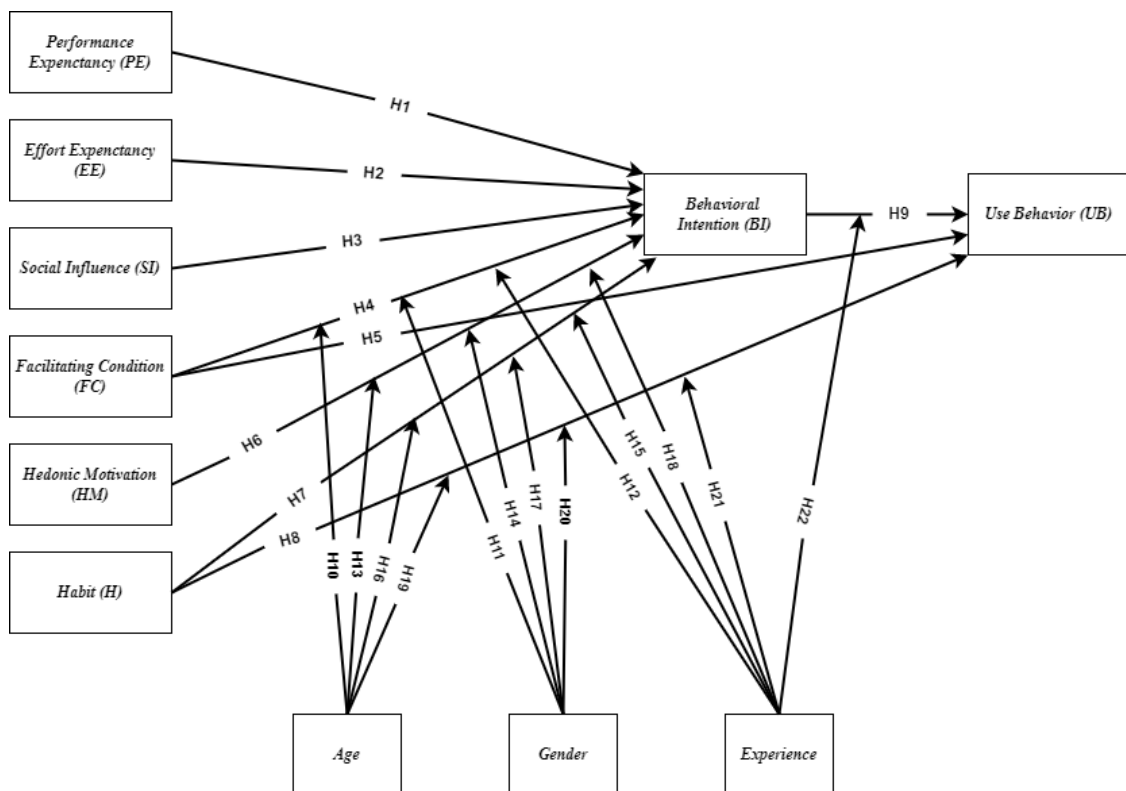 Performance
Expenctancy (PE)
H1
Effort Expenctancy
(EE)
H2
Behavioral
Intention (BI)
H9
Use Behavior (UB)
Social Influence (SI)
H3
H4
Facilitating Condition
(FC)
H5
H6
Hedonic Motivation
(HM)
H7
H8
Habit (H)
H10
H13
H16
H19
H11
H14
H17
H20
H12
H15
H18
H21
H22
Age
Gender
Experience